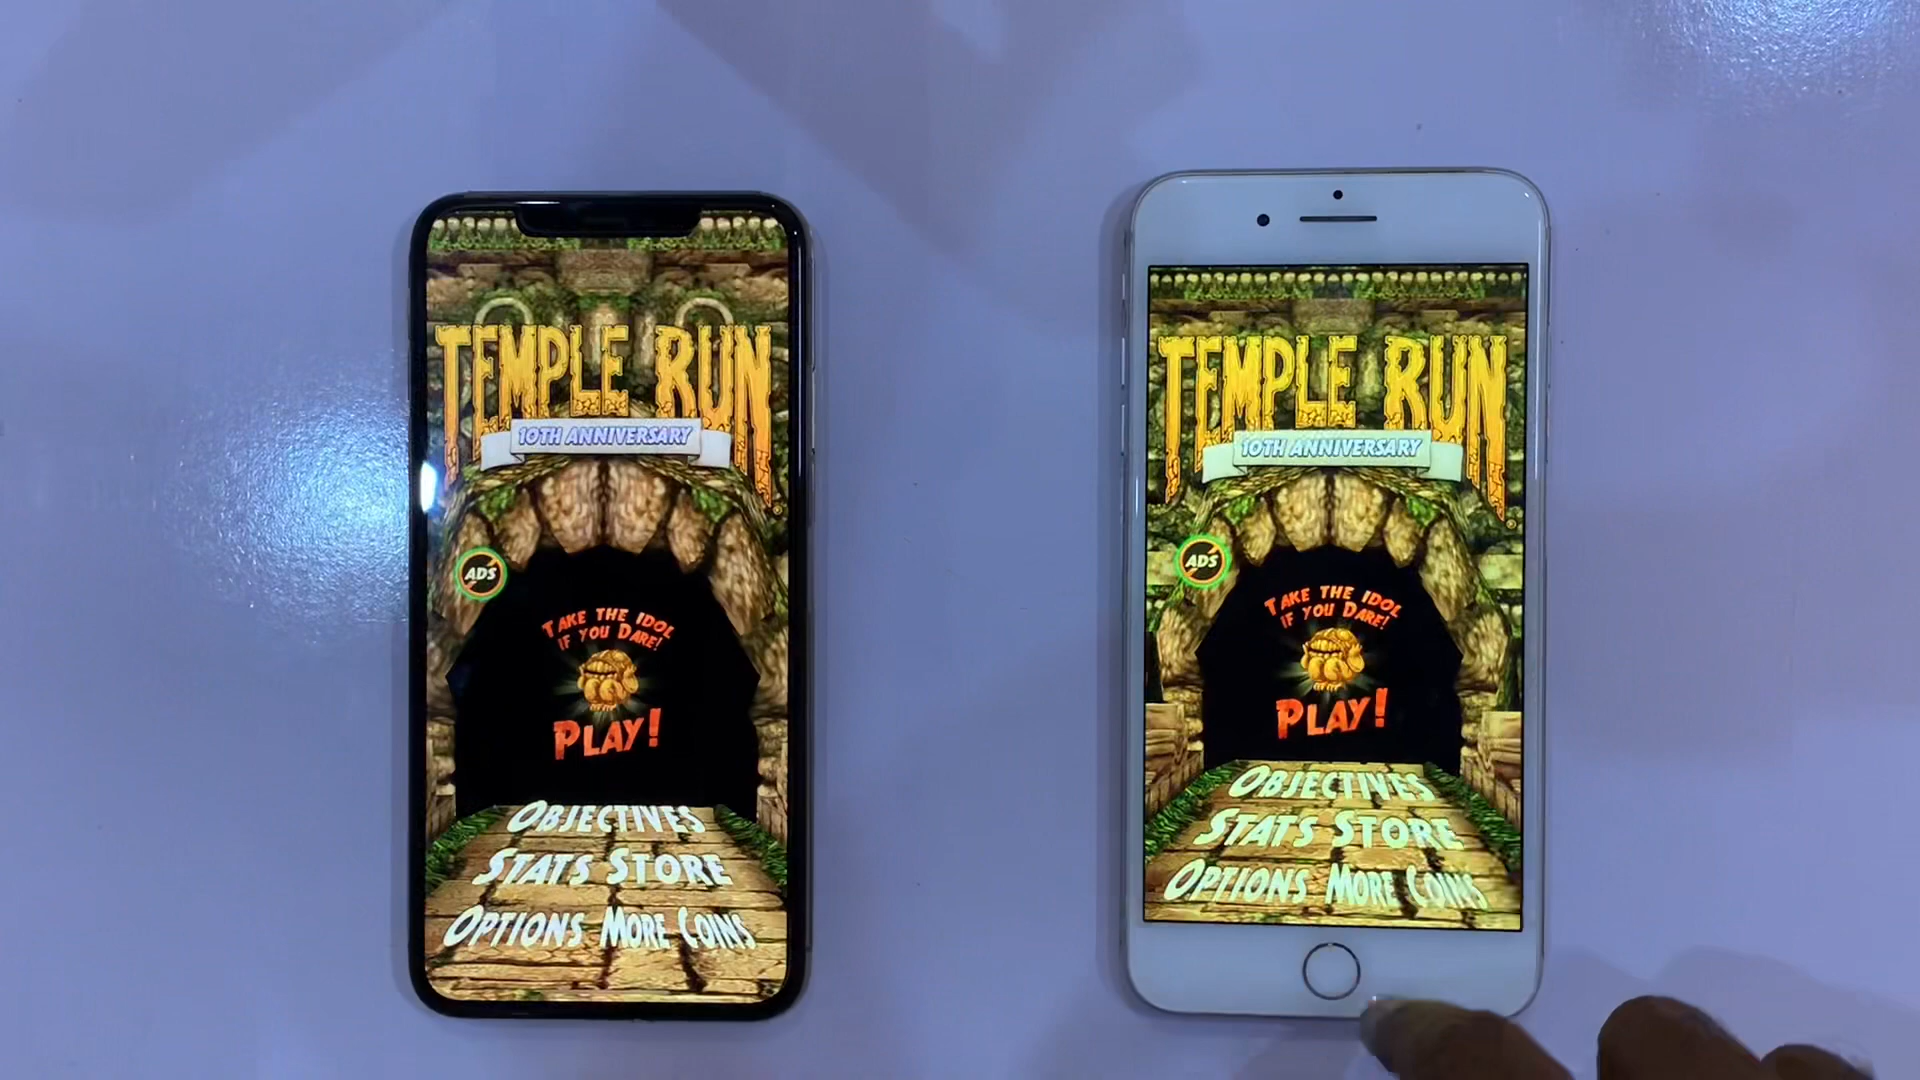 TEMPLE RUN
10TH ANNIVERSARY
ADS
TAKE THE IDOL
IF YOU DARE!
PLAY!
OBJECTIVES
STATS STORE
OPTIONS MORE COINS
TEMPLE RUN
10TH ANNIVERSARY
ADS
TAKE THE IDOL
IF YOU DARE!
PLAY!
OBJECTIVES
STATS STORE
OPTIONS MORE COINS